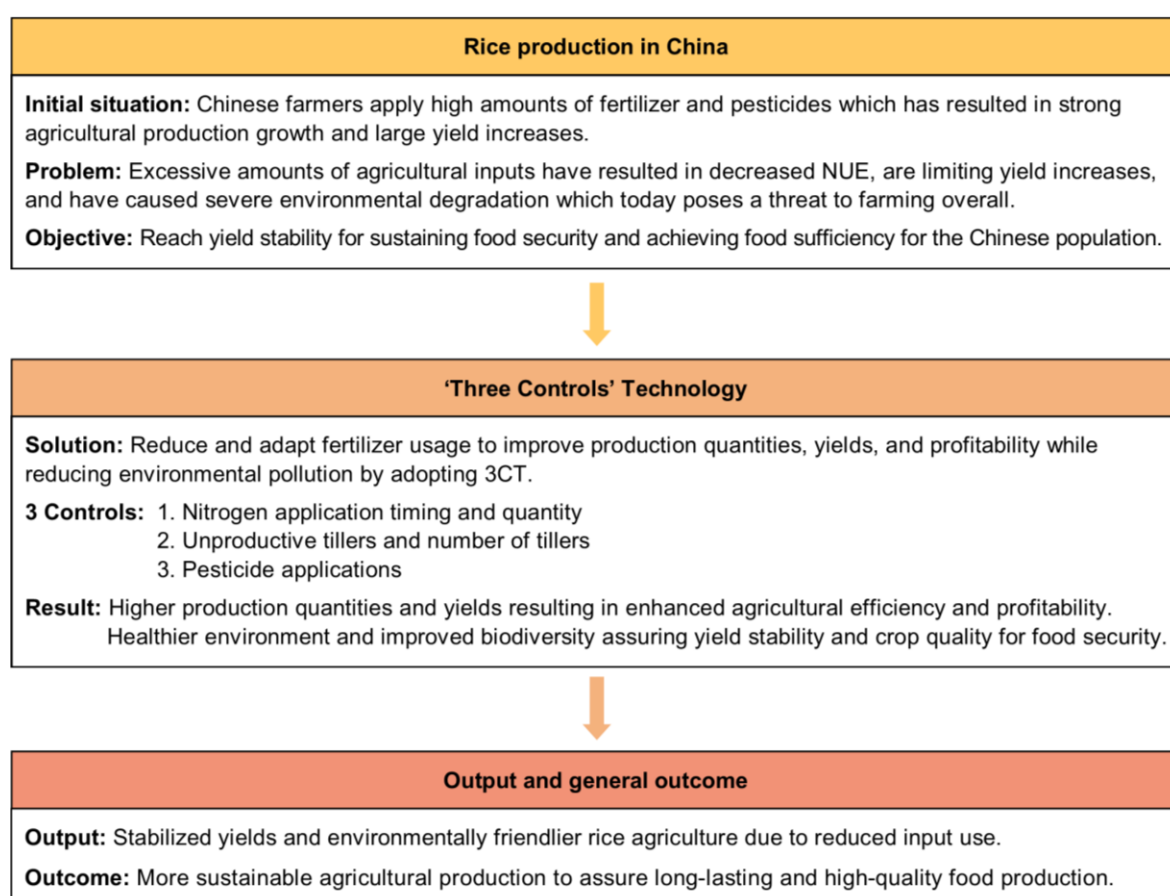 Rice production in China
Initial situation: Chinese farmers apply high amounts of fertilizer and pesticides which has resulted in strong
agricultural production growth and large yield increases.
Problem: Excessive amounts of agricultural inputs have resulted in decreased NUE, are limiting yield increases,
and have caused severe environmental degradation which today poses a threat to farming overall.
Objective: Reach yield stability for sustaining food security and achieving food sufficiency for the Chinese population.
‘Three Controls’ Technology
Solution: Reduce and adapt fertilizer usage to improve production quantities, yields, and profitability while
reducing environmental pollution by adopting 3CT.
3 Controls: 1. Nitrogen application timing and quantity
2. Unproductive tillers and number of tillers
3. Pesticide applications
Result: Higher production quantities and yields resulting in enhanced agricultural efficiency and profitability.
Healthier environment and improved biodiversity assuring yield stability and crop quality for food security.
Output and general outcome
Output: Stabilized yields and environmentally friendlier rice agriculture due to reduced input use.
Outcome: More sustainable agricultural production to assure long-lasting and high-quality food production.